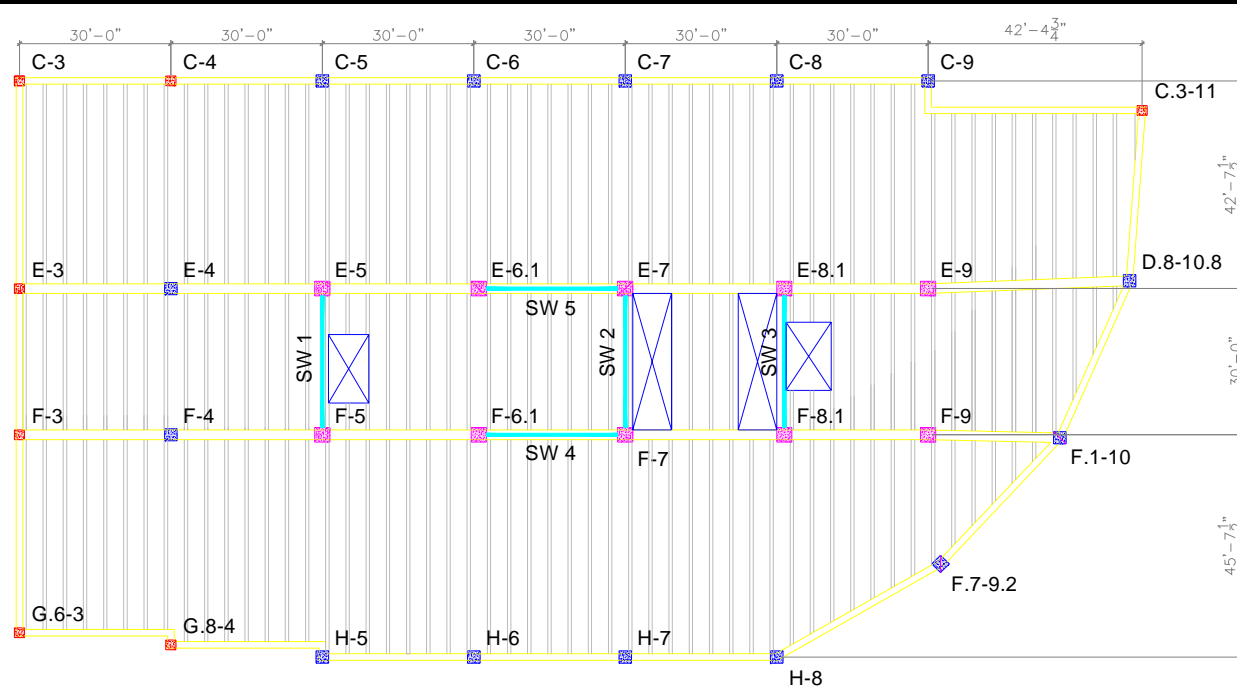 30'-0" 30'-0" 30'-0" 30'-0" 30'-0" 30'-0" 42'-4 3/4"
C-3 C-4 C-5 C-6 C-7 C-8 C-9
C.3-11
42'-7 1/2"
E-3 E-4 E-5 E-6.1 E-7 E-8.1 E-9 D.8-10.8
SW 5
SW 1 SW 2 SW 3
30'-0"
F-3 F-4 F-5 F-6.1 F-8.1 F-9
SW 4 F-7 F.1-10
45'-7 1/2"
F.7-9.2
G.6-3 G.8-4 H-5 H-6 H-7
H-8